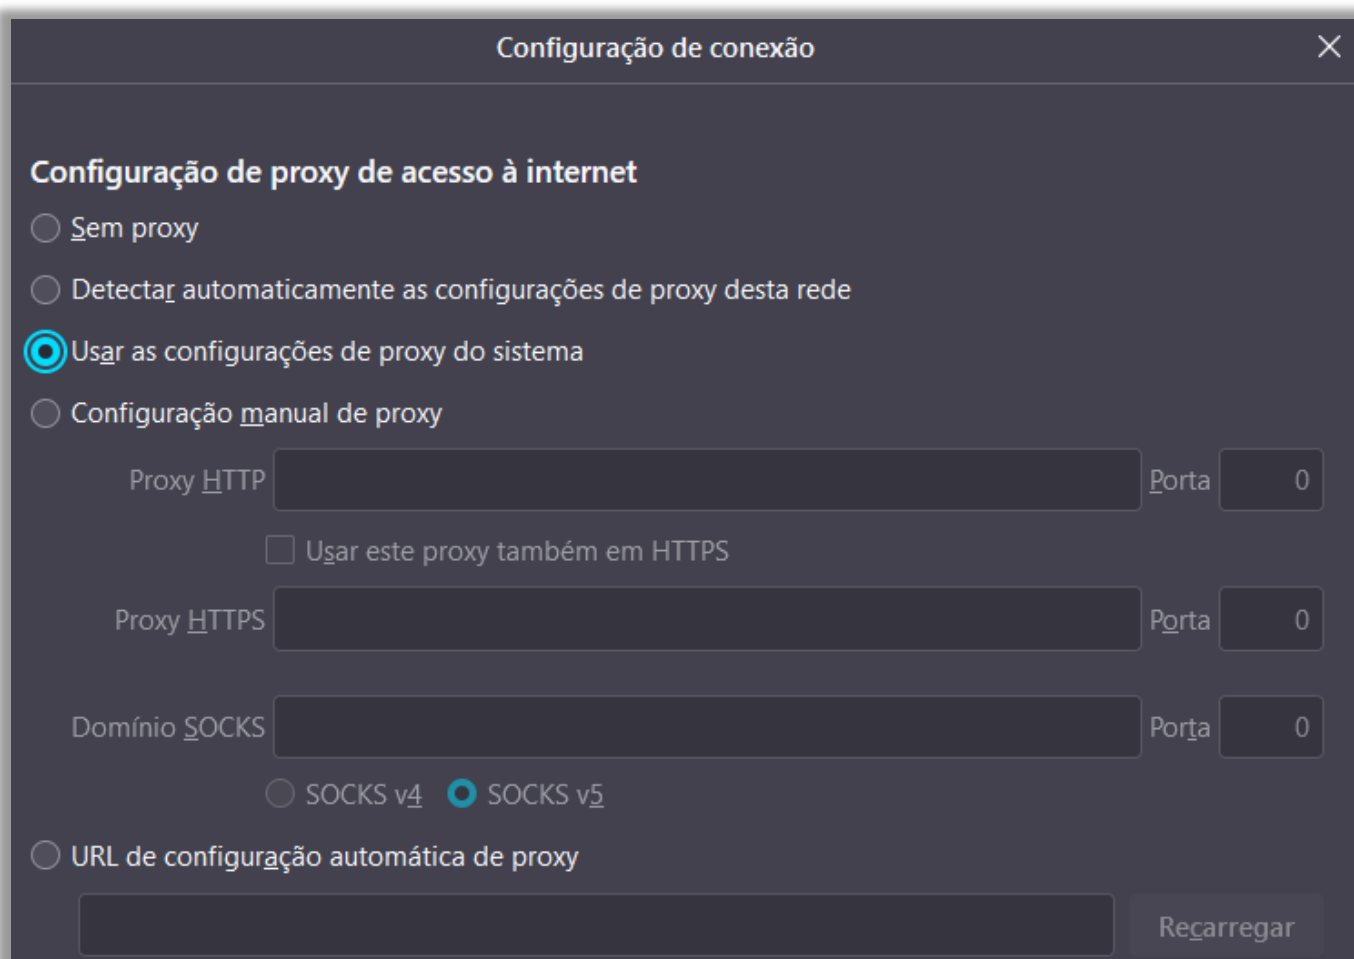 Configuração de conexão
Configuração de proxy de acesso à internet
Sem proxy
Detectar automaticamente as configurações de proxy desta rede
Usar as configurações de proxy do sistema
Configuração manual de proxy
Proxy HTTP Porta 0
Usar este proxy também em HTTPS
Proxy HTTPS Porta 0
Domínio SOCKS Porta 0
SOCKS v4 SOCKS v5
URL de configuração automática de proxy
Recarregar